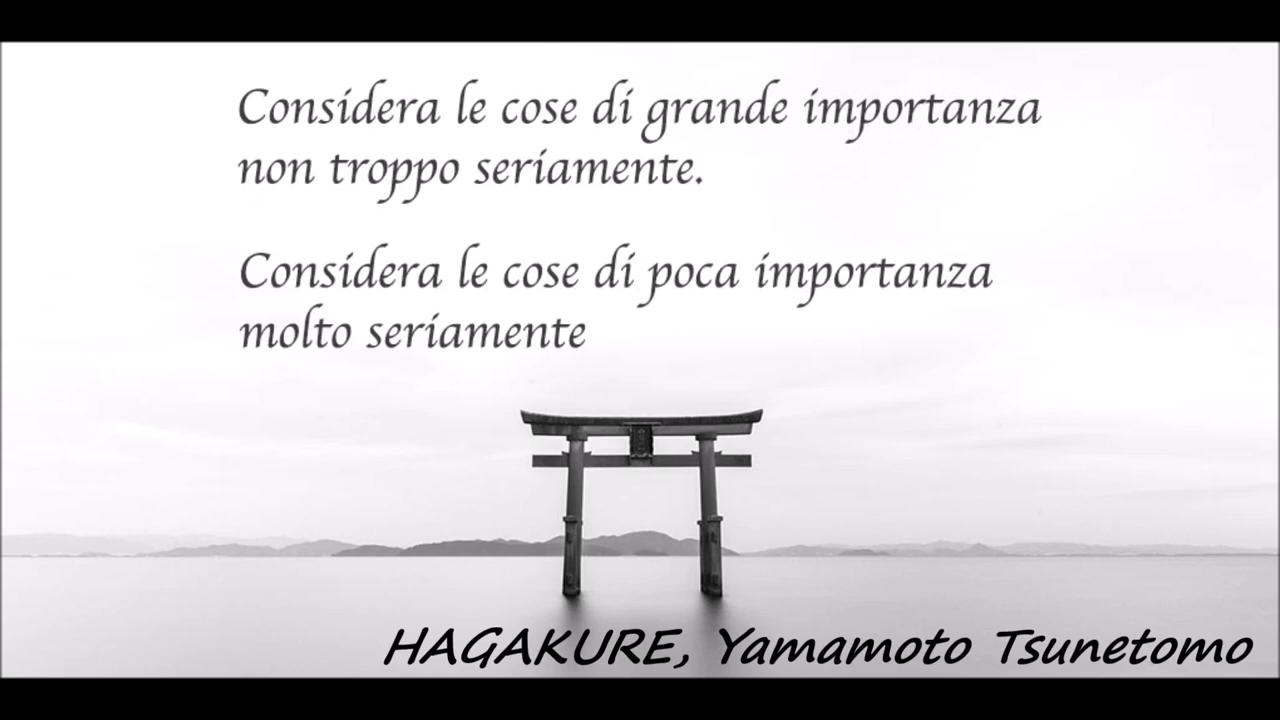 Considera le cose di grande importanza
non troppo seriamente.
Considera le cose di poca importanza
molto seriamente
HAGAKURE, Yamamoto Tsunetomo